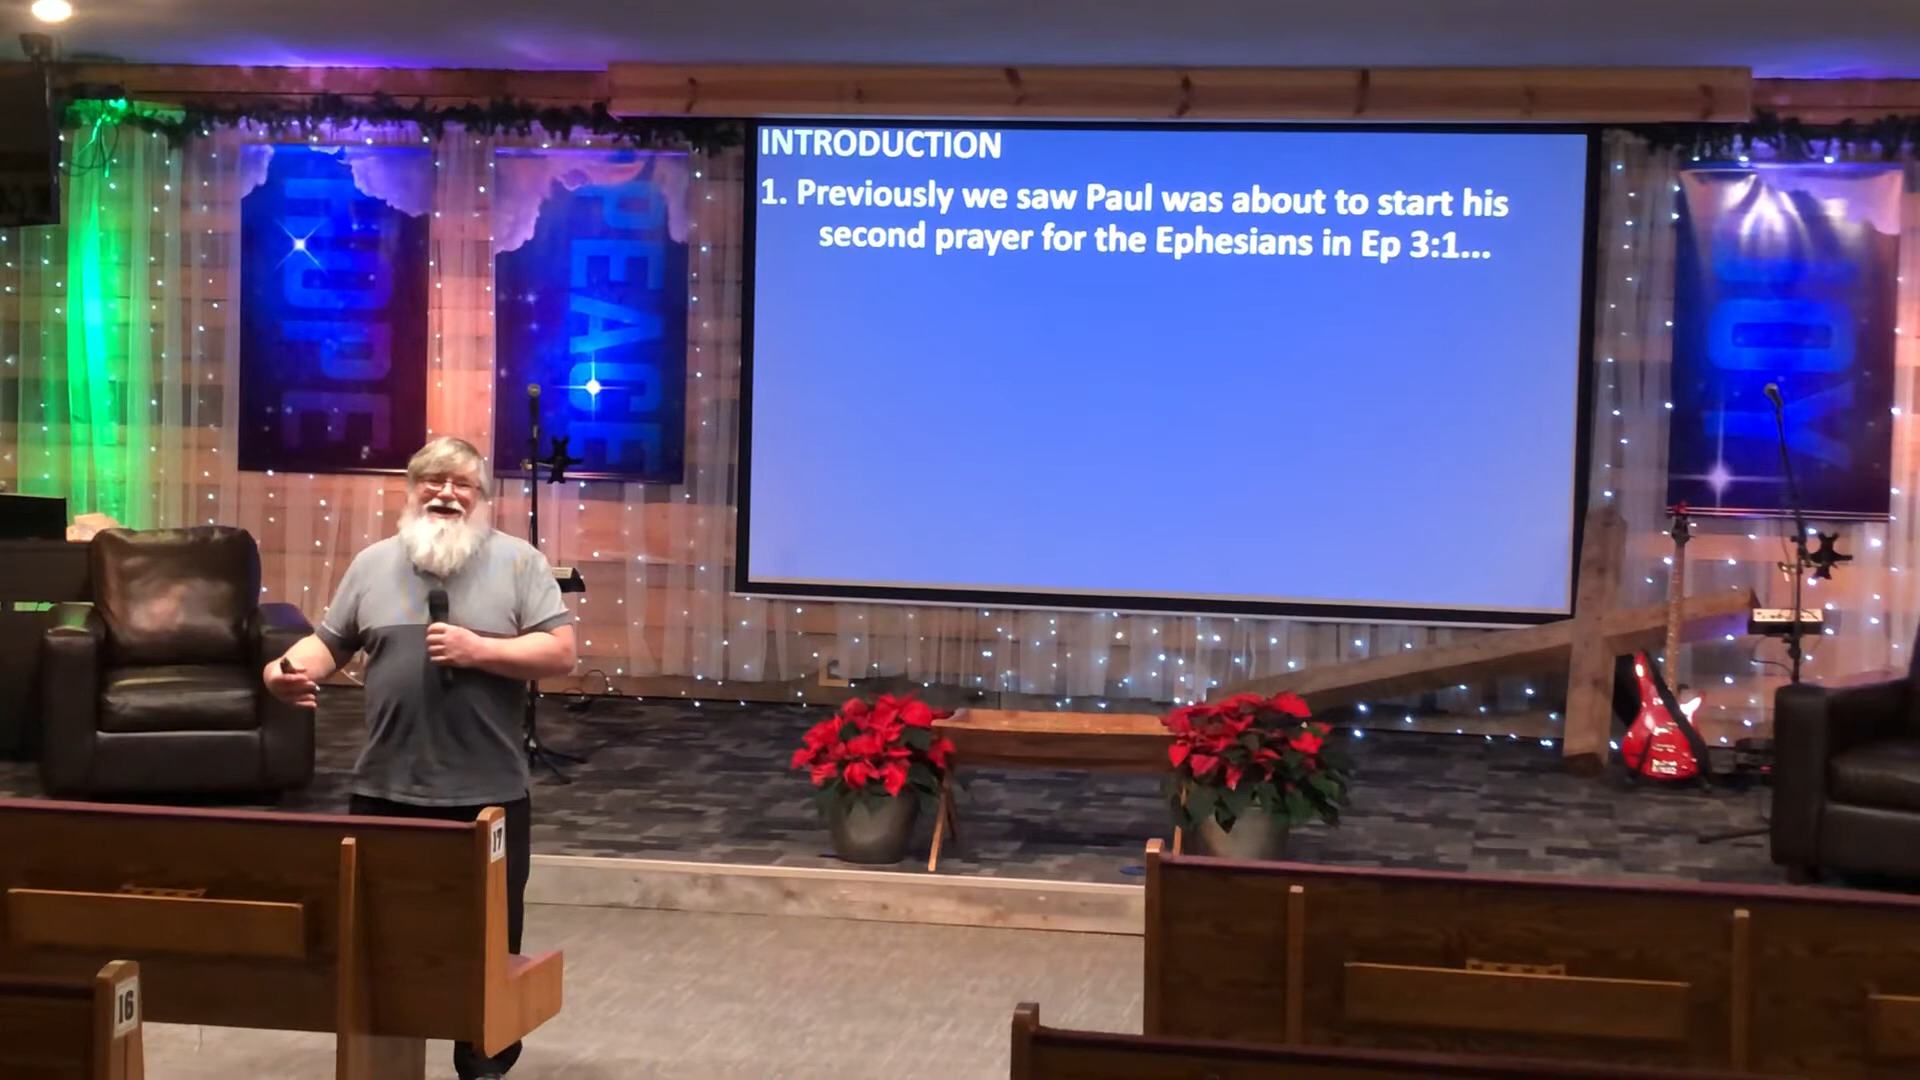 INTRODUCTION
1. Previously we saw Paul was about to start his
second prayer for the Ephesians in Ep 3:1...
HOPE
PEACE
JOY
17
16